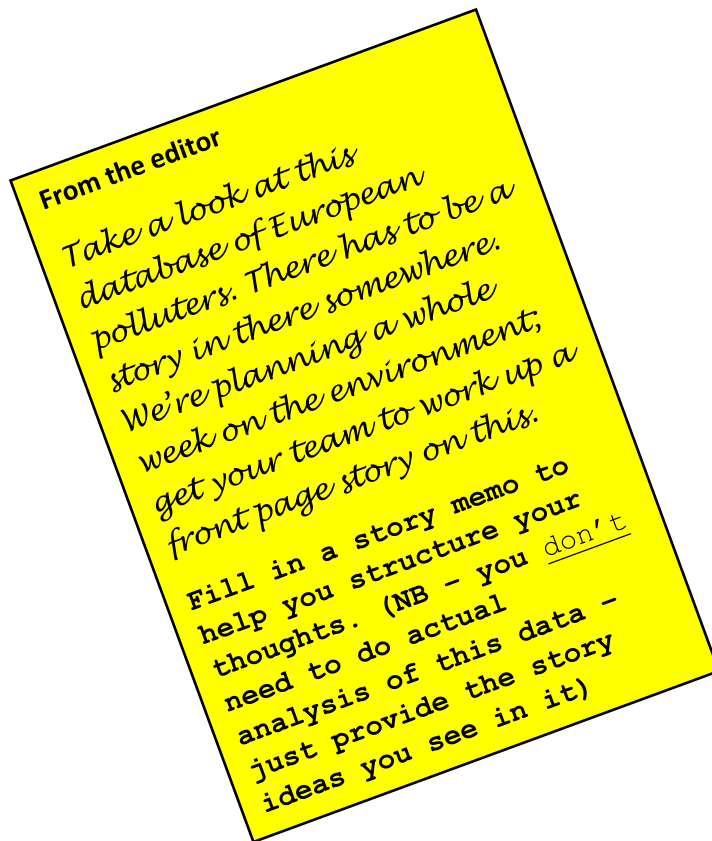 From the editor
Take a look at this
database of European
polluters. There has to be a
story in there somewhere.
We're planning a whole
week on the environment;
get your team to work up a
front page story on this.
Fill in a story memo to
help you structure your
thoughts. (NB – you don't
need to do actual
analysis of this data –
just provide the story
ideas you see in it)